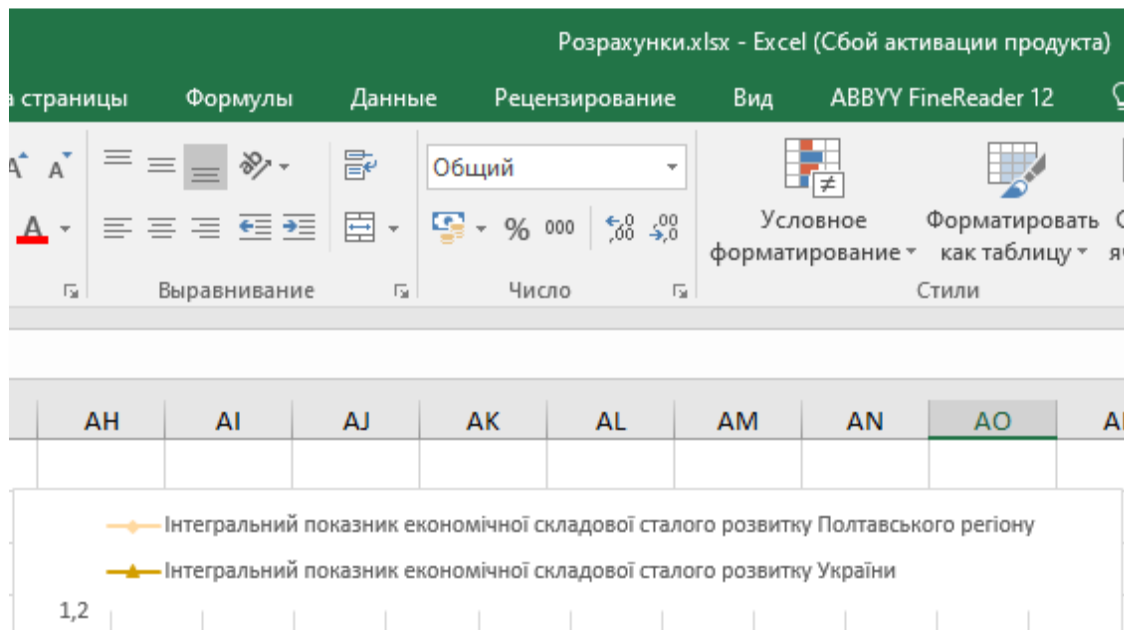 Розрахунки.xlsx - Excel (Сбой активации продукта)
страницы Формулы Данные Рецензирование Вид ABBYY FineReader 12
Общий
% 000
Условное форматирование
Форматировать как таблицу
Выравнивание Число Стили
AH AI AJ AK AL AM AN AO
Інтегральний показник економічної складової сталого розвитку Полтавського регіону
Інтегральний показник економічної складової сталого розвитку України
1,2